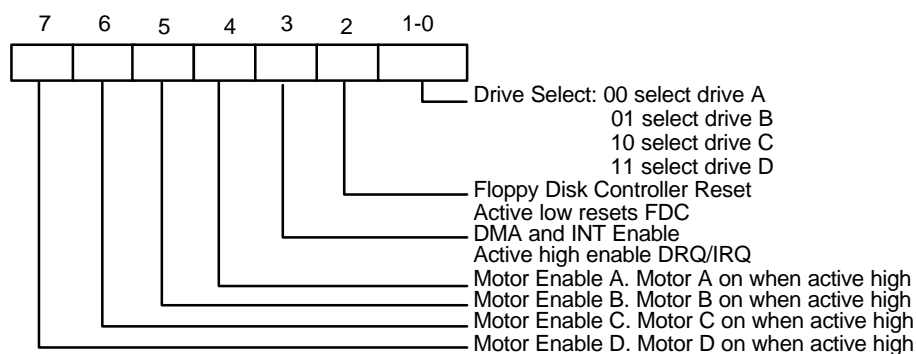 7 6 5 4 3 2 1-0
Drive Select: 00 select drive A
01 select drive B
10 select drive C
11 select drive D
Floppy Disk Controller Reset
Active low resets FDC
DMA and INT Enable
Active high enable DRQ/IRQ
Motor Enable A. Motor A on when active high
Motor Enable B. Motor B on when active high
Motor Enable C. Motor C on when active high
Motor Enable D. Motor D on when active high